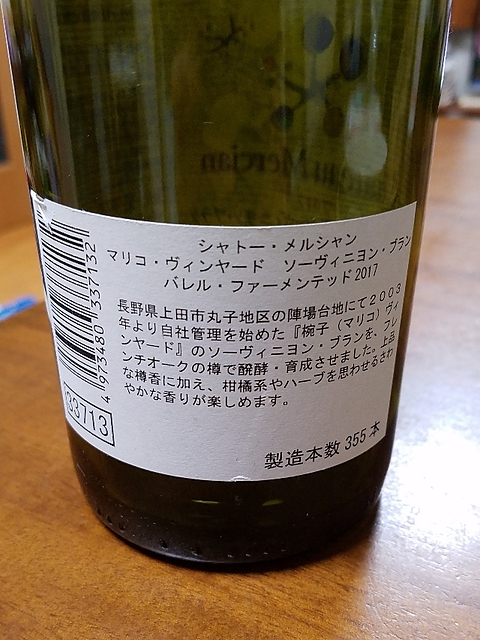 シャトー・メルシャン
マリコ・ヴィンヤード ソーヴィニヨン・ブラン
バレル・ファーメンテッド 2017
長野県上田市丸子地区の陣場台地にて2003
年より自社管理を始めた『椀子（マリコ）ヴィ
ンヤード』のソーヴィニヨン・ブランを、フレ
ンチオークの樽で醗酵・育成させました。上品
な樽香に加え、柑橘系やハーブを思わせるさわ
やかな香りが楽しめます。
製造本数 355 本
4 973480 337132
33713
Mercian